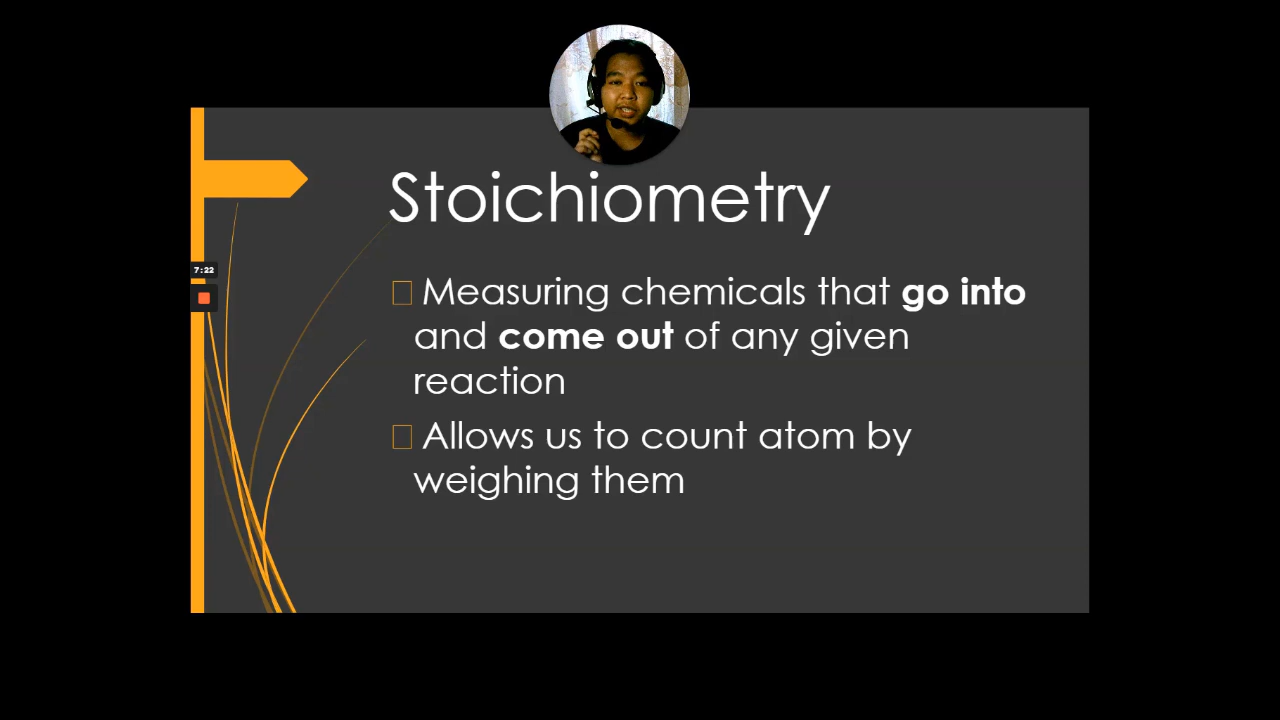 Stoichiometry
7:22
Measuring chemicals that go into
and come out of any given
reaction
Allows us to count atom by
weighing them